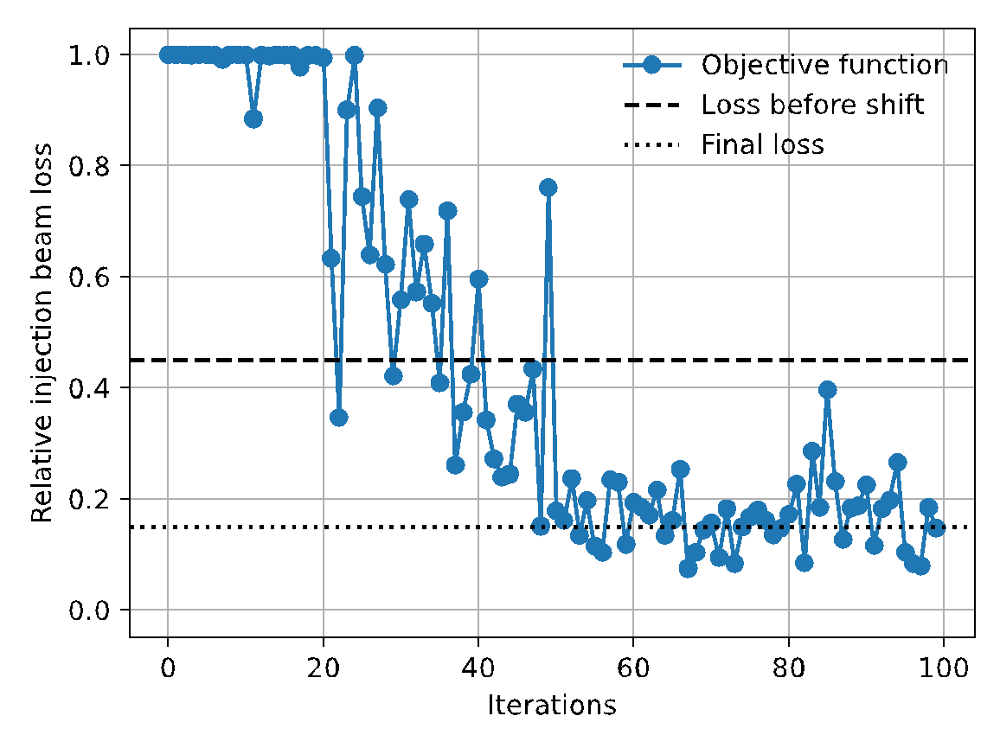 1.0
0.8
0.6
0.4
0.2
0.0
Relative injection beam loss
Objective function
Loss before shift
Final loss
0 20 40 60 80 100
Iterations